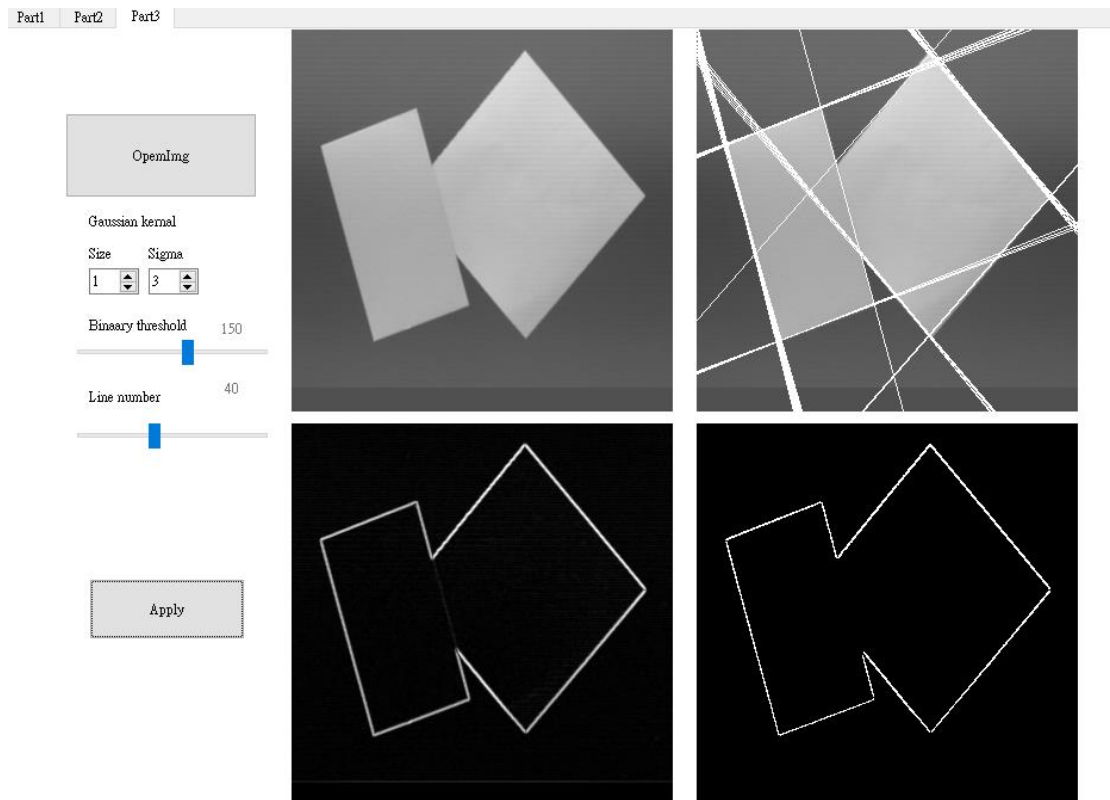 Part1 Part2 Part3
OpemImg
Gaussian kernal
Size Sigma
1 3
Binaary threshold 150
Line number 40
Apply